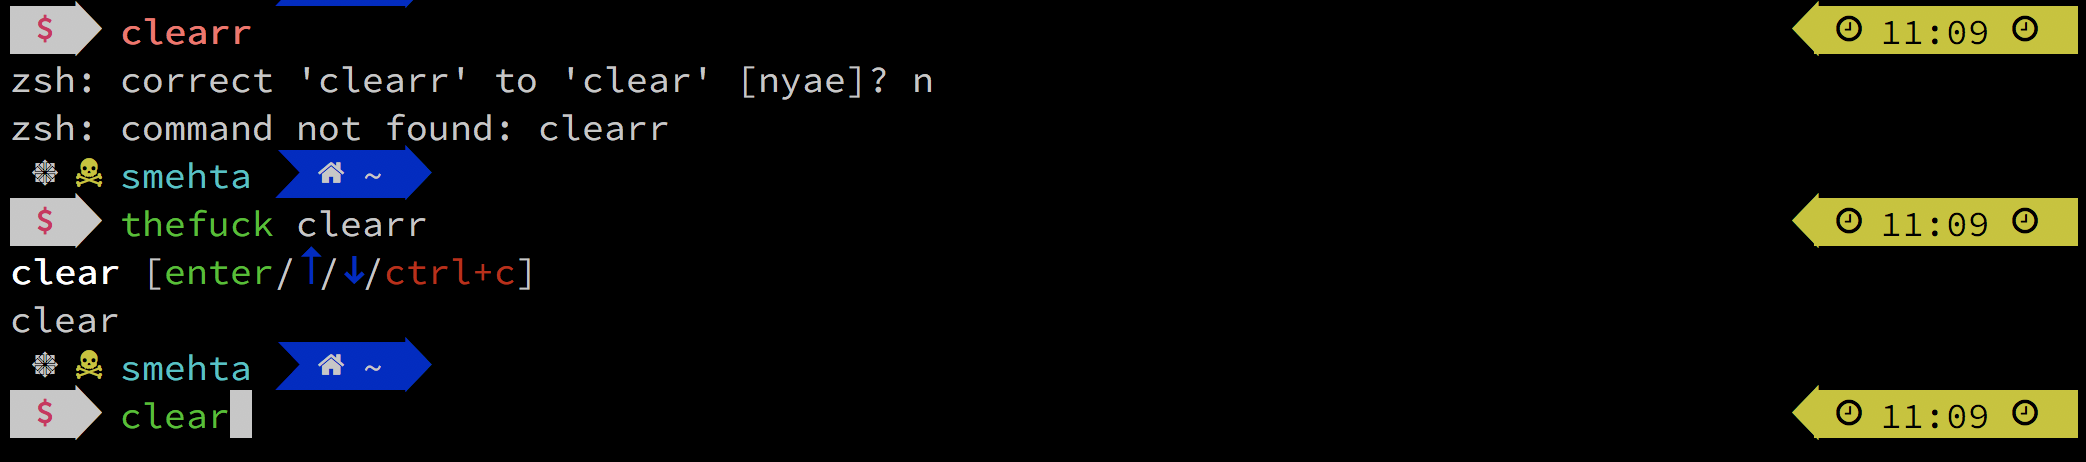 $ clearr 11:09
zsh: correct 'clearr' to 'clear' [nyae]? n
zsh: command not found: clearr
smehta ~
$ thefuck clearr 11:09
clear [enter/↑/↓/ctrl+c]
clear
smehta ~
$ clear 11:09